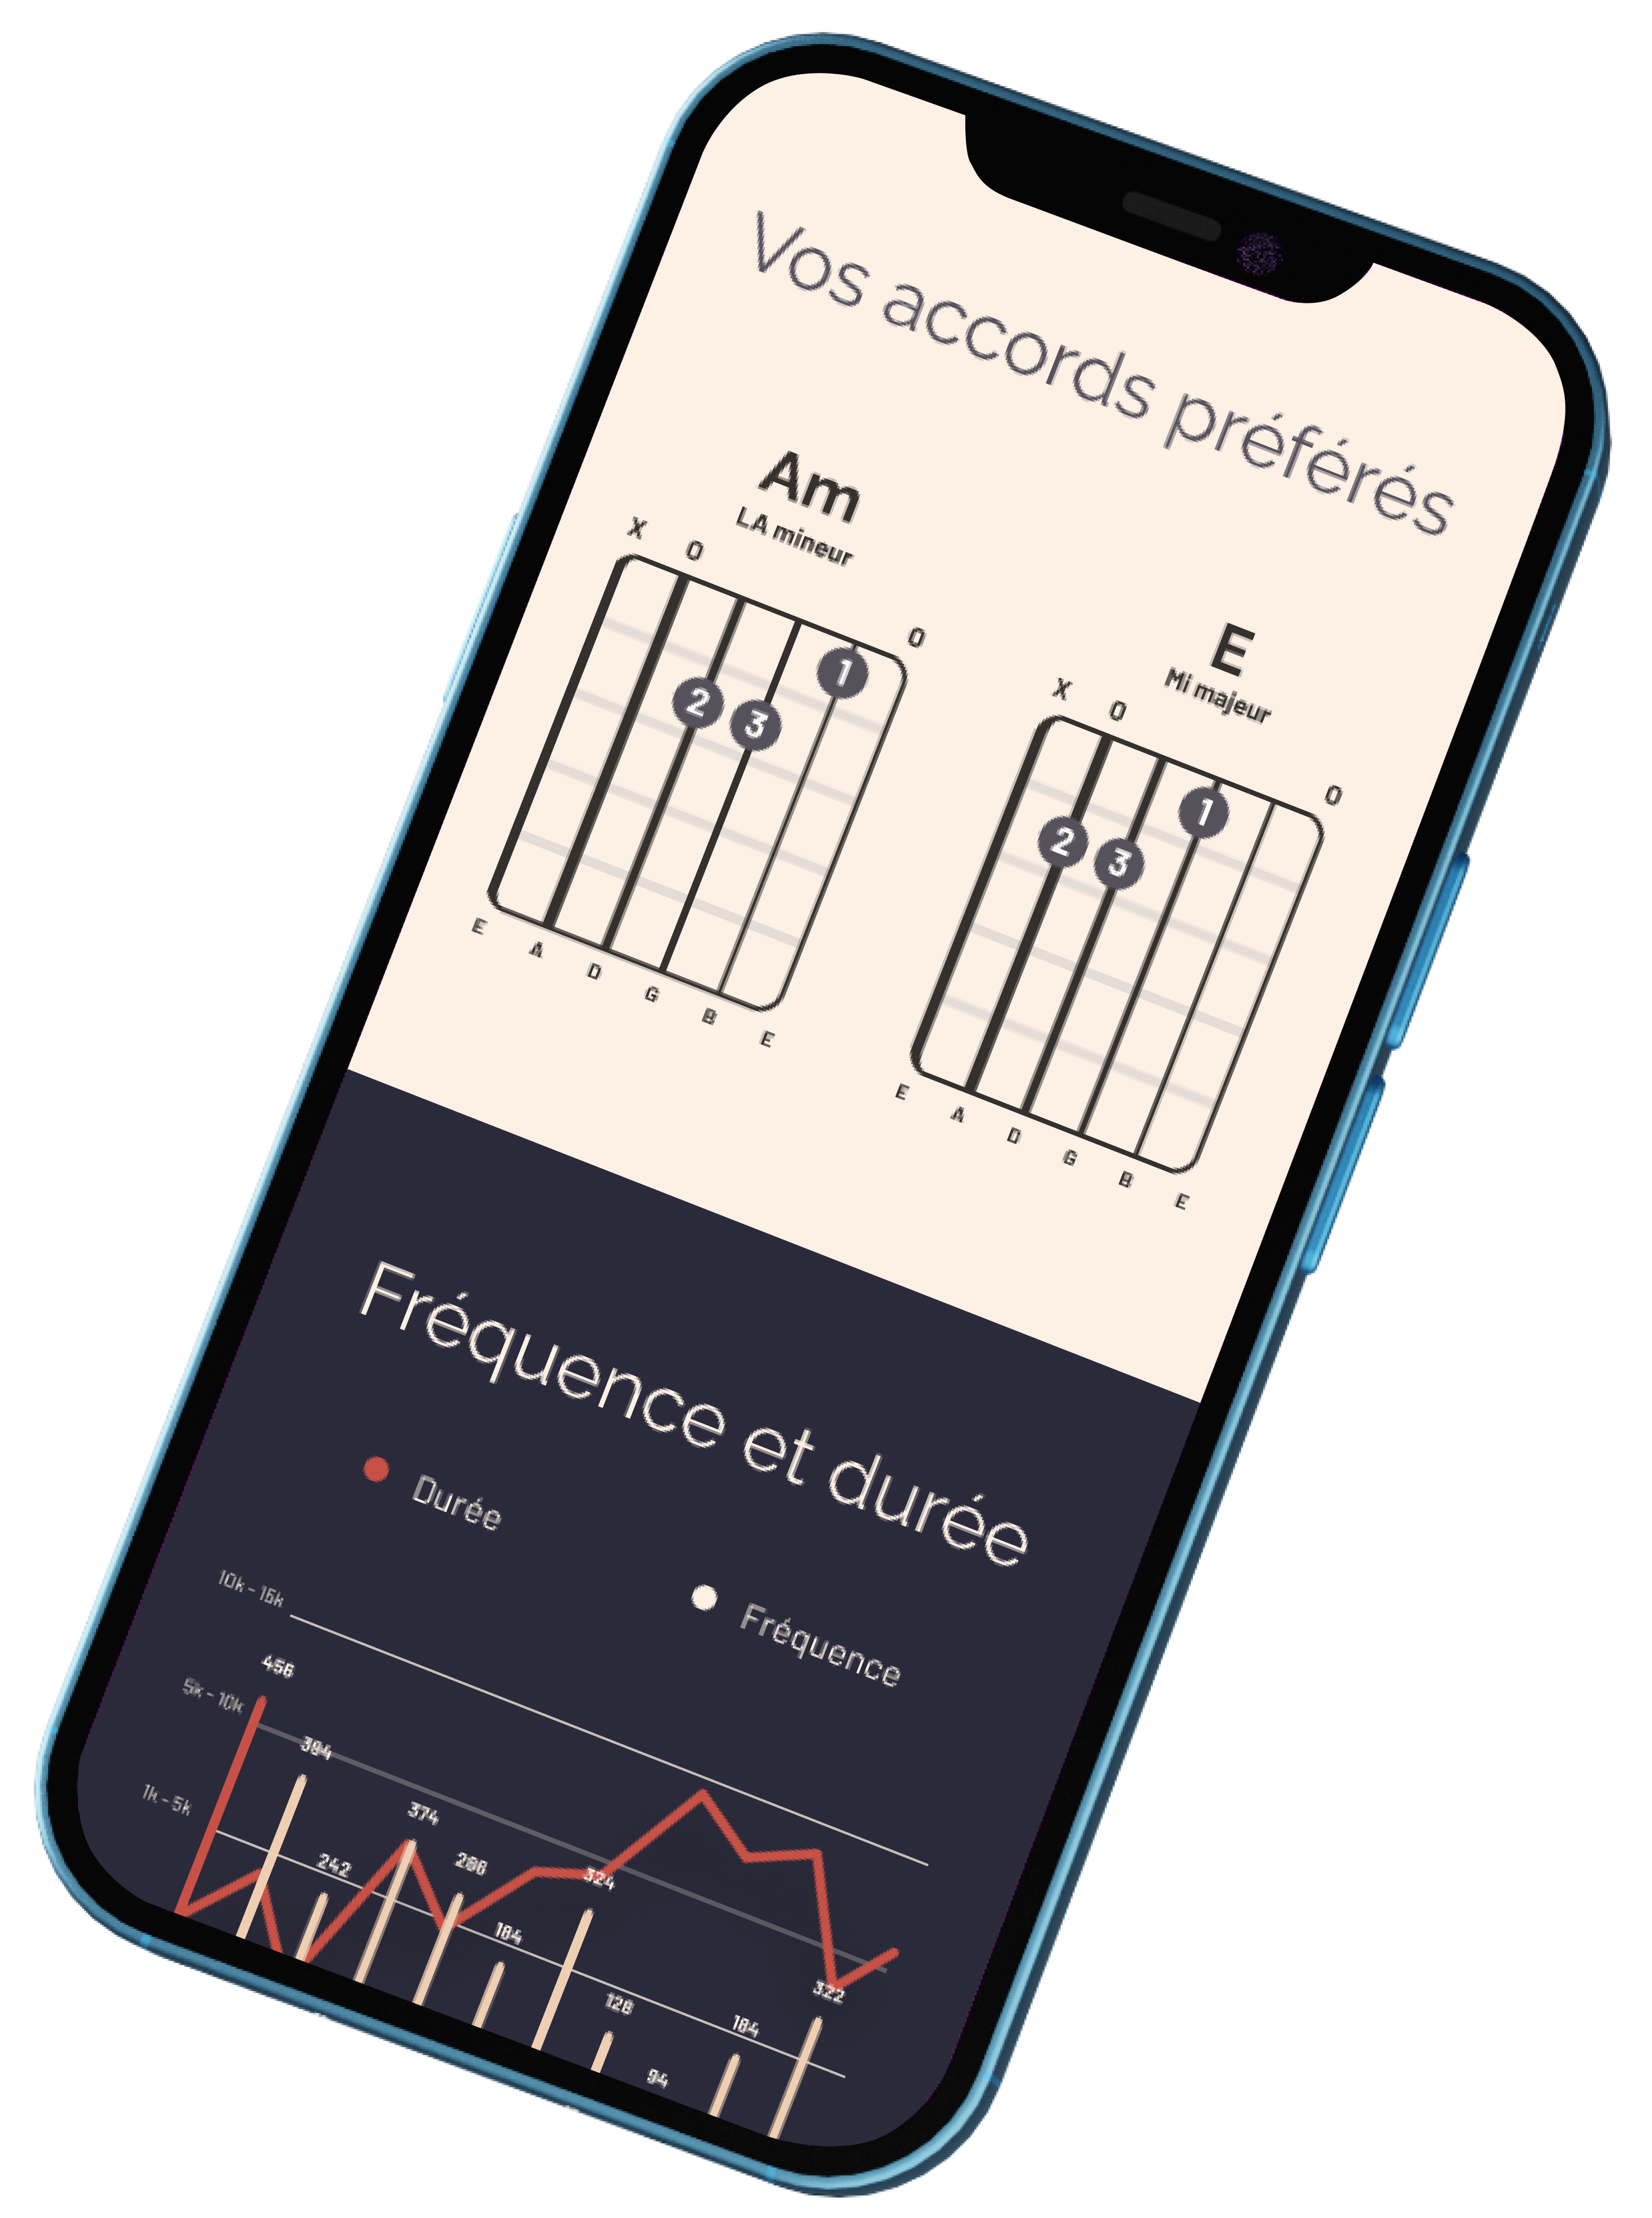 Vos accords préférés
Am
LA mineur
X O O
1
2 3
E A D G B E
E
Mi majeur
X O O
1
2 3
E A D G B E
Fréquence et durée
Durée
Fréquence
10k - 15k
5k - 10k
1k - 5k
456
384
242
374
184
324
128
94
184
322